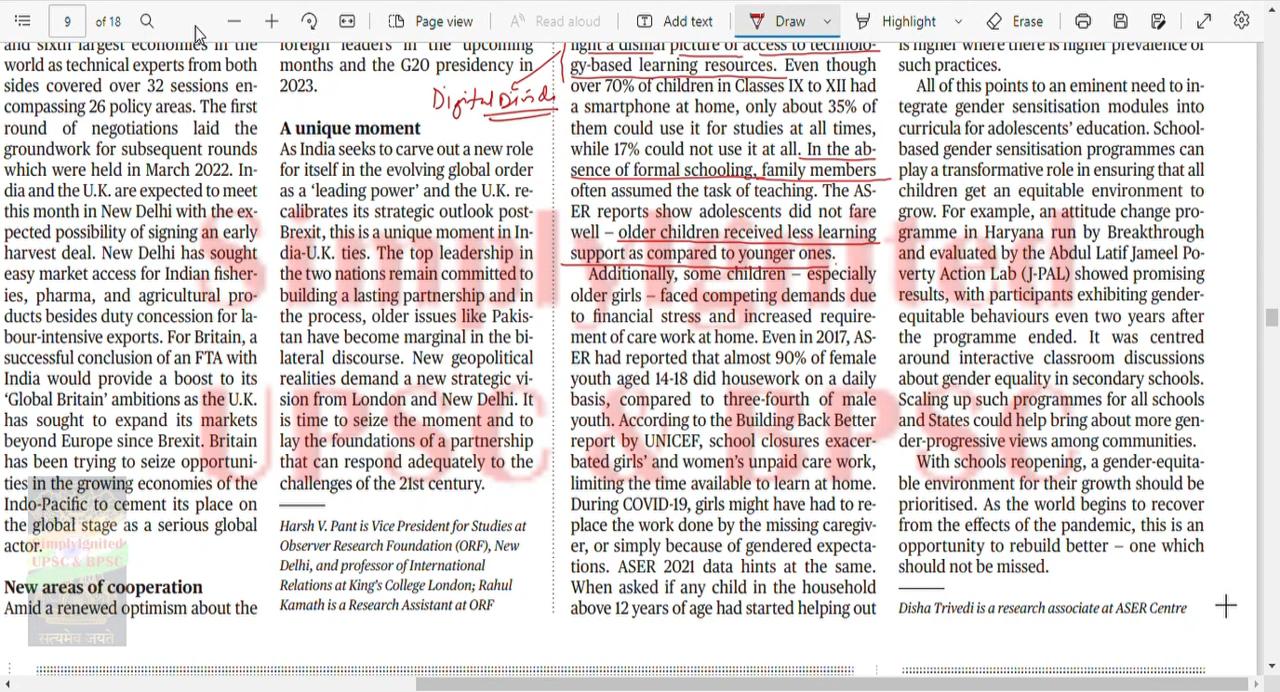 9 of 18
Page view
Read aloud
Add text
Draw
Highlight
Erase
and sixth largest economies in the
world as technical experts from both
sides covered over 32 sessions en-
compassing 26 policy areas. The first
round of negotiations laid the
groundwork for subsequent rounds
which were held in March 2022. In-
dia and the U.K. are expected to meet
this month in New Delhi with the ex-
pected possibility of signing an early
harvest deal. New Delhi has sought
easy market access for Indian fisher-
ies, pharma, and agricultural pro-
ducts besides duty concession for la-
bour-intensive exports. For Britain, a
successful conclusion of an FTA with
India would provide a boost to its
‘Global Britain’ ambitions as the U.K.
has sought to expand its markets
beyond Europe since Brexit. Britain
has been trying to seize opportuni-
ties in the growing economies of the
Indo-Pacific to cement its place on
the global stage as a serious global
actor.
New areas of cooperation
Amid a renewed optimism about the
foreign leaders in the upcoming
months and the G20 presidency in
2023.
Digital Divide
A unique moment
As India seeks to carve out a new role
for itself in the evolving global order
as a ‘leading power’ and the U.K. re-
calibrates its strategic outlook post-
Brexit, this is a unique moment in In-
dia-U.K. ties. The top leadership in
the two nations remain committed to
building a lasting partnership and in
the process, older issues like Pakis-
tan have become marginal in the bi-
lateral discourse. New geopolitical
realities demand a new strategic vi-
sion from London and New Delhi. It
is time to seize the moment and to
lay the foundations of a partnership
that can respond adequately to the
challenges of the 21st century.
Harsh V. Pant is Vice President for Studies at
Observer Research Foundation (ORF), New
Delhi, and professor of International
Relations at King's College London; Rahul
Kamath is a Research Assistant at ORF
light a dismal picture of access to technolo-
gy-based learning resources. Even though
over 70% of children in Classes IX to XII had
a smartphone at home, only about 35% of
them could use it for studies at all times,
while 17% could not use it at all. In the ab-
sence of formal schooling, family members
often assumed the task of teaching. The AS-
ER reports show adolescents did not fare
well – older children received less learning
support as compared to younger ones.
Additionally, some children – especially
older girls – faced competing demands due
to financial stress and increased require-
ment of care work at home. Even in 2017, AS-
ER had reported that almost 90% of female
youth aged 14-18 did housework on a daily
basis, compared to three-fourth of male
youth. According to the Building Back Better
report by UNICEF, school closures exacer-
bated girls’ and women’s unpaid care work,
limiting the time available to learn at home.
During COVID-19, girls might have had to re-
place the work done by the missing caregiv-
er, or simply because of gendered expecta-
tions. ASER 2021 data hints at the same.
When asked if any child in the household
above 12 years of age had started helping out
is higher where there is higher prevalence of
such practices.
All of this points to an eminent need to in-
tegrate gender sensitisation modules into
curricula for adolescents’ education. School-
based gender sensitisation programmes can
play a transformative role in ensuring that all
children get an equitable environment to
grow. For example, an attitude change pro-
gramme in Haryana run by Breakthrough
and evaluated by the Abdul Latif Jameel Po-
verty Action Lab (J-PAL) showed promising
results, with participants exhibiting gender-
equitable behaviours even two years after
the programme ended. It was centred
around interactive classroom discussions
about gender equality in secondary schools.
Scaling up such programmes for all schools
and States could help bring about more gen-
der-progressive views among communities.
With schools reopening, a gender-equita-
ble environment for their growth should be
prioritised. As the world begins to recover
from the effects of the pandemic, this is an
opportunity to rebuild better – one which
should not be missed.
Disha Trivedi is a research associate at ASER Centre
SimplyIgnited
UPSC & BPSC
SimplyIgnited
UPSC & BPSC
सत्यमेव जयते